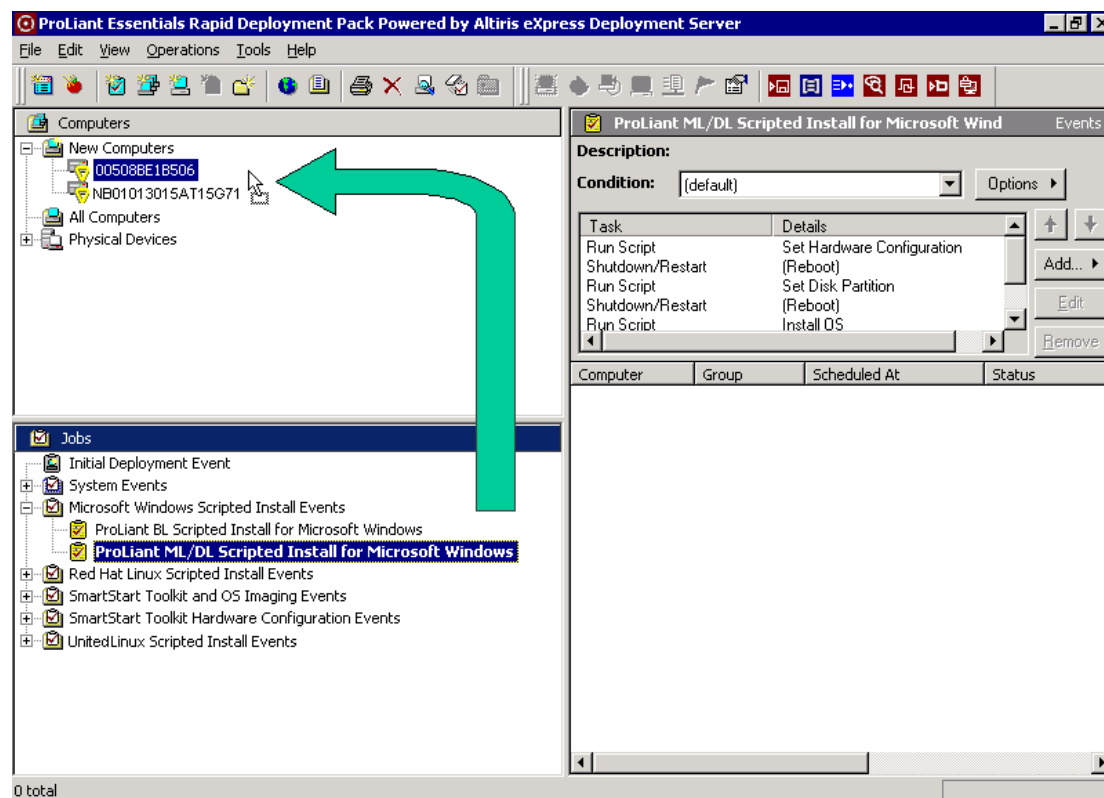 ProLiant Essentials Rapid Deployment Pack Powered by Altiris eXpress Deployment Server
File Edit View Operations Tools Help
Computers
New Computers
00508BE1B506
NB01013015AT15G71
All Computers
Physical Devices
Jobs
Initial Deployment Event
System Events
Microsoft Windows Scripted Install Events
ProLiant BL Scripted Install for Microsoft Windows
ProLiant ML/DL Scripted Install for Microsoft Windows
Red Hat Linux Scripted Install Events
SmartStart Toolkit and OS Imaging Events
SmartStart Toolkit Hardware Configuration Events
UnitedLinux Scripted Install Events
ProLiant ML/DL Scripted Install for Microsoft Wind Events
Description:
Condition: (default) Options
Task Details
Run Script Set Hardware Configuration
Shutdown/Restart (Reboot)
Run Script Set Disk Partition
Shutdown/Restart (Reboot)
Run Script Install OS
Add...
Edit
Remove
Computer Group Scheduled At Status
0 total